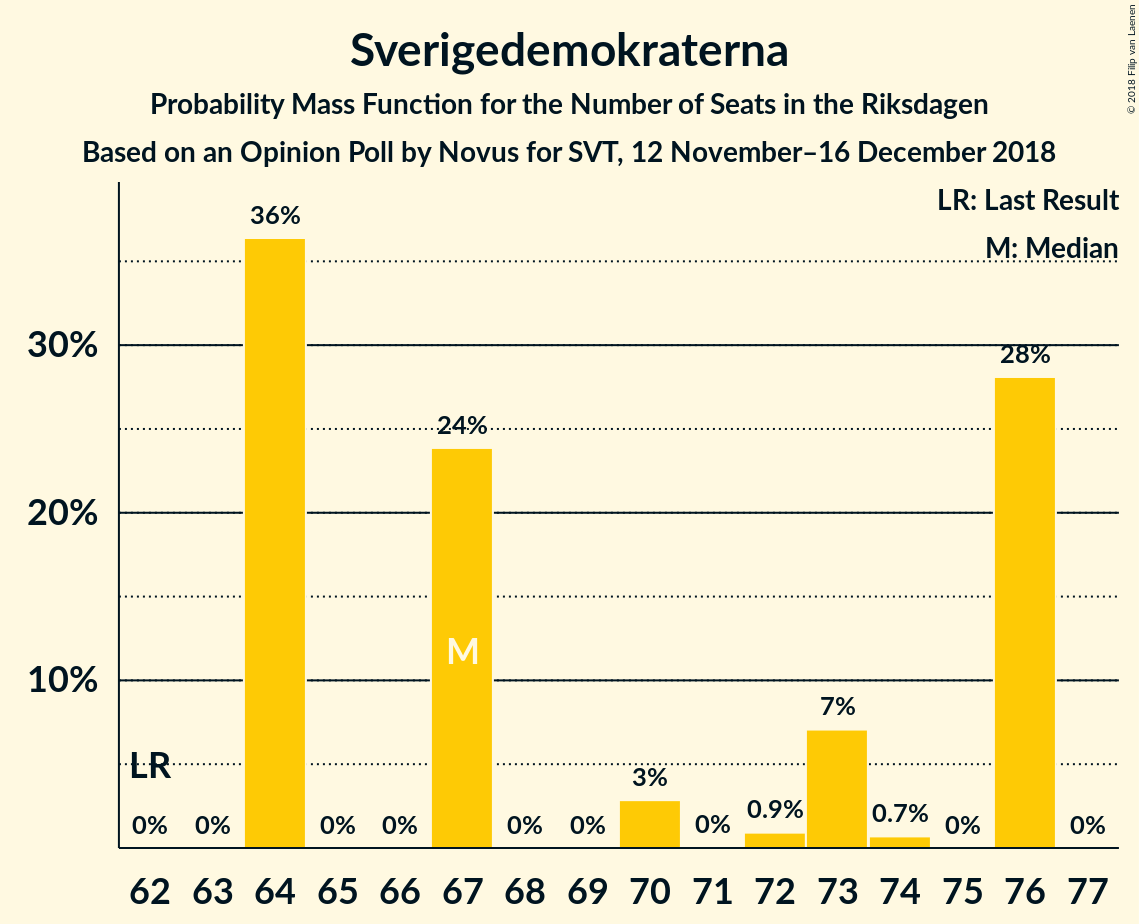 Sverigedemokraterna
Probability Mass Function for the Number of Seats in the Riksdagen
Based on an Opinion Poll by Novus for SVT, 12 November–16 December 2018
© 2018 Filip van Laenen
LR: Last Result
M: Median
30%
20%
10%
36%
24%
28%
3%
7%
0.9%
0.7%
M
LR
0% 0% 0% 0% 0% 0% 0% 0% 0%
62 63 64 65 66 67 68 69 70 71 72 73 74 75 76 77